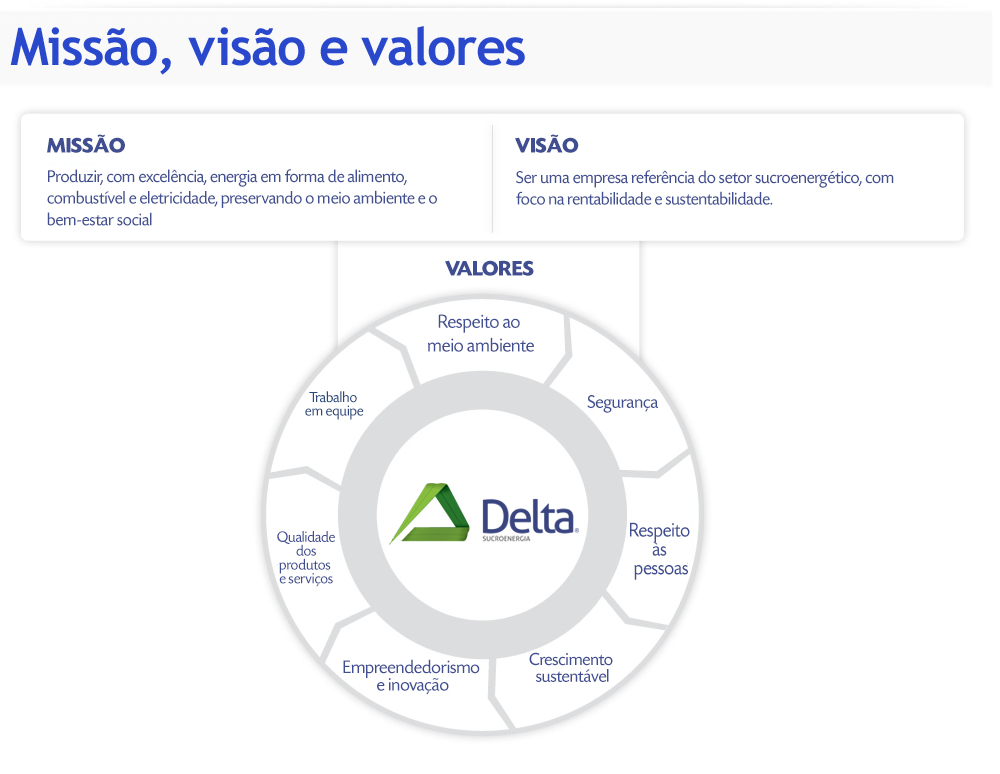 Missão, visão e valores
MISSÃO
Produzir, com excelência, energia em forma de alimento,
combustível e eletricidade, preservando o meio ambiente e o
bem-estar social
VISÃO
Ser uma empresa referência do setor sucroenergético, com
foco na rentabilidade e sustentabilidade.
VALORES
Respeito ao
meio ambiente
Segurança
Respeito
às
pessoas
Crescimento
sustentável
Empreendedorismo
e inovação
Qualidade
dos
produtos
e serviços
Trabalho
em equipe
Delta®
SUCROENERGIA